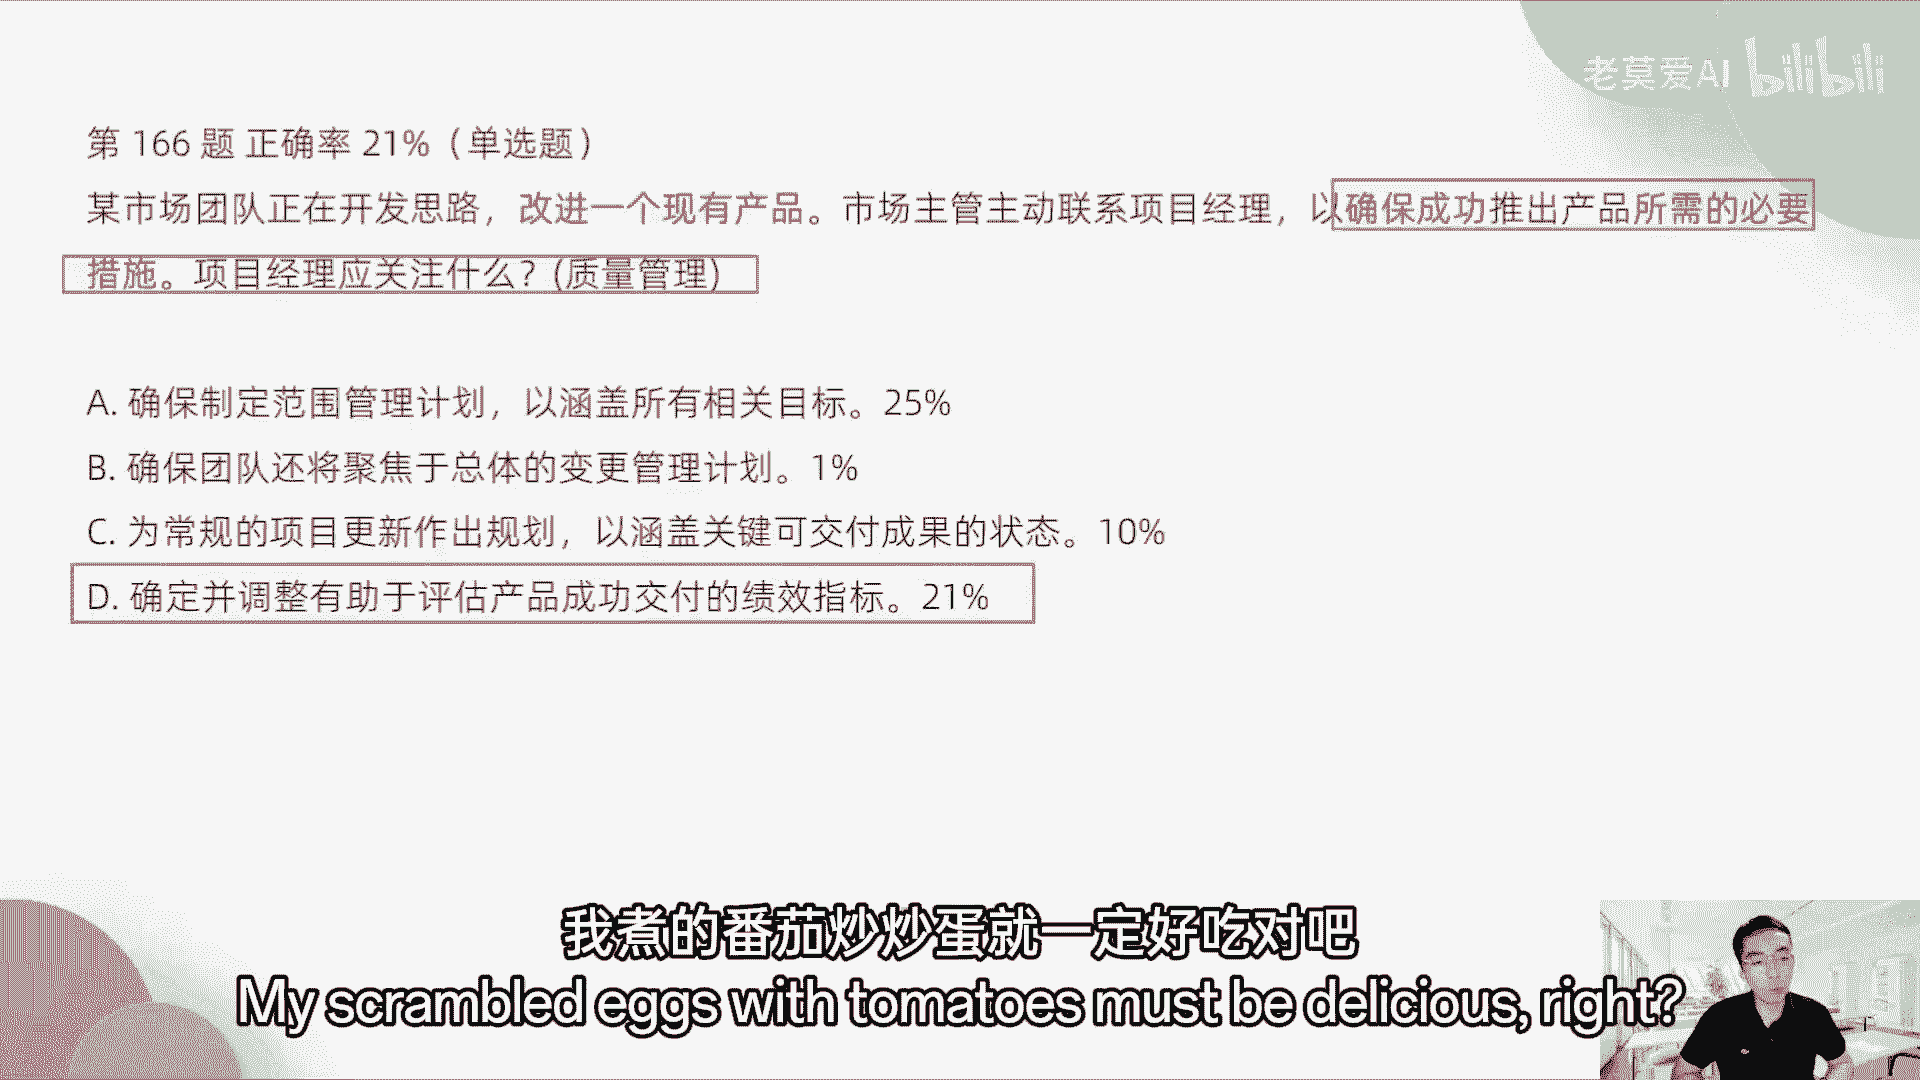 老莫爱AI bilibili
第 166 题 正确率 21%（单选题）
某市场团队正在开发思路，改进一个现有产品。市场主管主动联系项目经理，以确保成功推出产品所需的必要
措施。项目经理应关注什么？(质量管理)
A. 确保制定范围管理计划，以涵盖所有相关目标。25%
B. 确保团队还将聚焦于总体的变更管理计划。1%
C. 为常规的项目更新作出规划，以涵盖关键可交付成果的状态。10%
D. 确定并调整有助于评估产品成功交付的绩效指标。21%
我煮的番茄炒炒蛋就一定好吃对吧
My scrambled eggs with tomatoes must be delicious, right?